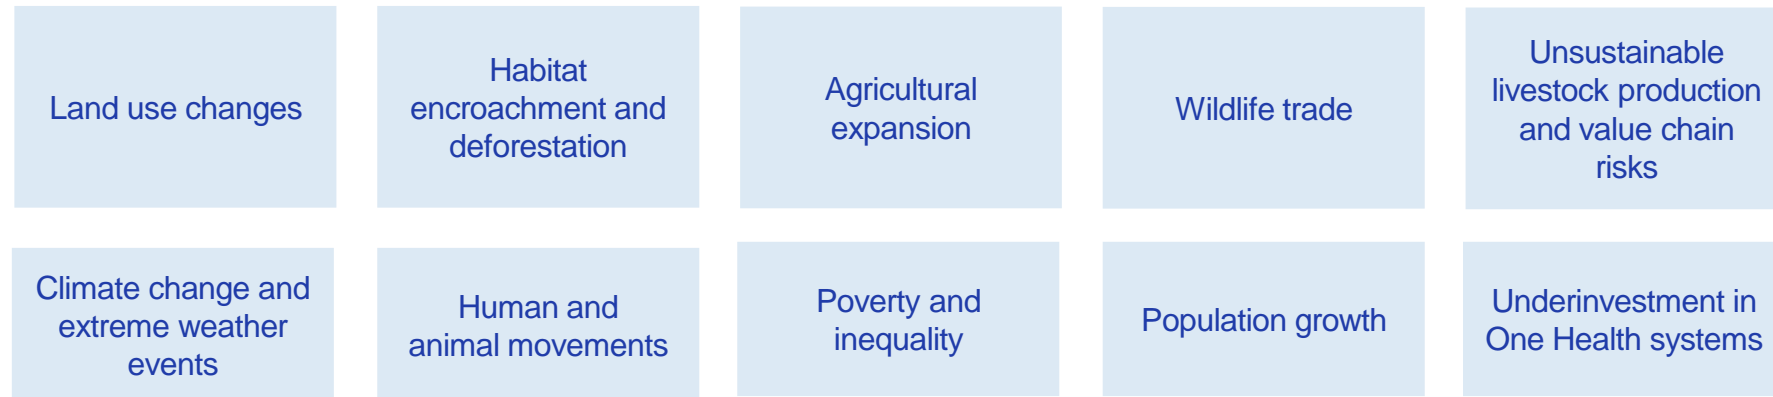 Land use changes
Habitat
encroachment and
deforestation
Agricultural
expansion
Wildlife trade
Unsustainable
livestock production
and value chain
risks
Climate change and
extreme weather
events
Human and
animal movements
Poverty and
inequality
Population growth
Underinvestment in
One Health systems